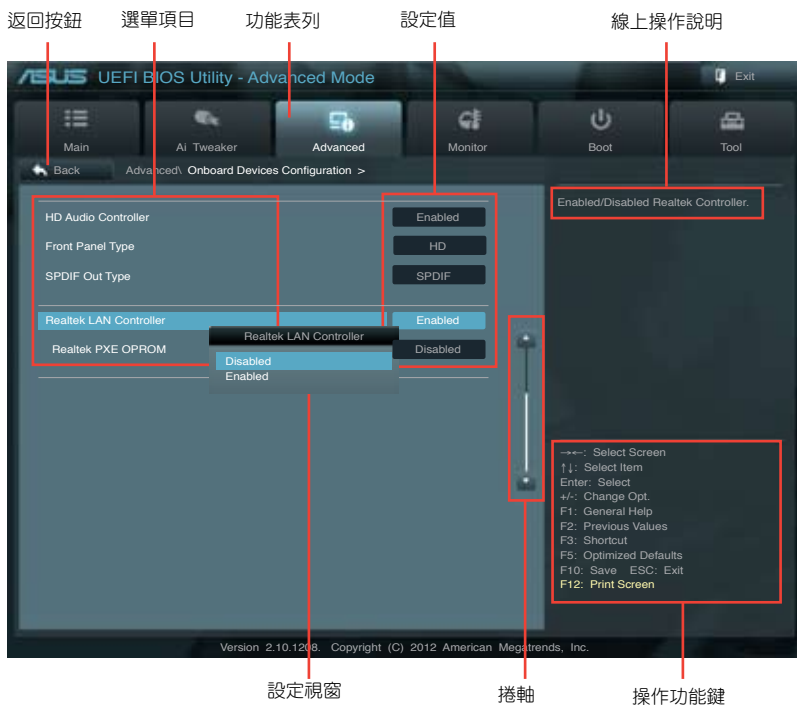 返回按鈕 選單項目 功能表列 設定值 線上操作說明
ASUS UEFI BIOS Utility - Advanced Mode Exit
Main Ai Tweaker Advanced Monitor Boot Tool
Back Advanced\ Onboard Devices Configuration >
Enabled/Disabled Realtek Controller.
HD Audio Controller Enabled
Front Panel Type HD
SPDIF Out Type SPDIF
Realtek LAN Controller Enabled
Realtek LAN Controller
Realtek PXE OPROM Disabled
Disabled
Enabled
→←: Select Screen
↑↓: Select Item
Enter: Select
+/-: Change Opt.
F1: General Help
F2: Previous Values
F3: Shortcut
F5: Optimized Defaults
F10: Save ESC: Exit
F12: Print Screen
Version 2.10.1208. Copyright (C) 2012 American Megatrends, Inc.
設定視窗 捲軸 操作功能鍵